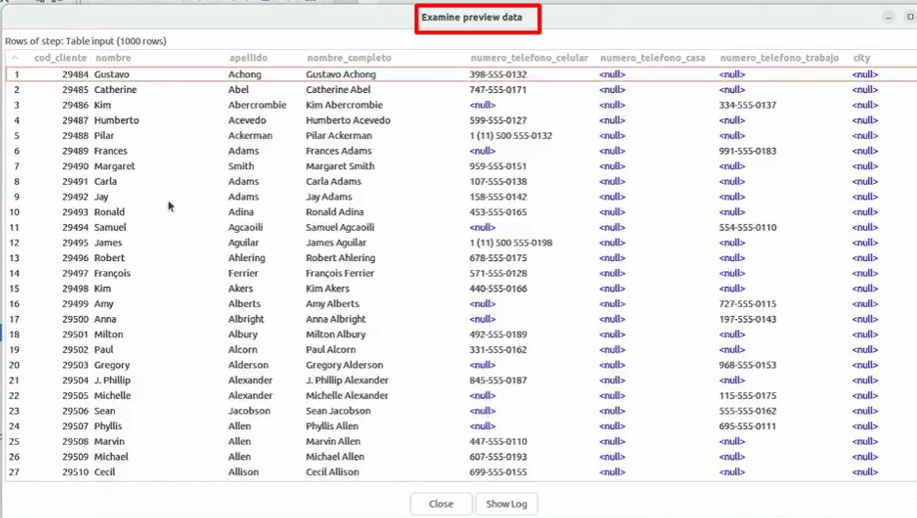 Examine preview data
Rows of step: Table input (1000 rows)
cod_cliente nombre apellido nombre_completo numero_telefono_celular numero_telefono_casa numero_telefono_trabajo city
1 29484 Gustavo Achong Gustavo Achong 398-555-0132 <null> <null> <null>
2 29485 Catherine Abel Catherine Abel 747-555-0171 <null> <null> <null>
3 29486 Kim Abercrombie Kim Abercrombie <null> <null> 334-555-0137 <null>
4 29487 Humberto Acevedo Humberto Acevedo 599-555-0127 <null> <null> <null>
5 29488 Pilar Ackerman Pilar Ackerman 1 (11) 500 555-0132 <null> <null> <null>
6 29489 Frances Adams Frances Adams <null> <null> 991-555-0183 <null>
7 29490 Margaret Smith Margaret Smith 959-555-0151 <null> <null> <null>
8 29491 Carla Adams Carla Adams 107-555-0138 <null> <null> <null>
9 29492 Jay Adams Jay Adams 158-555-0142 <null> <null> <null>
10 29493 Ronald Adina Ronald Adina 453-555-0165 <null> <null> <null>
11 29494 Samuel Agcaoili Samuel Agcaoili <null> <null> 554-555-0110 <null>
12 29495 James Aguilar James Aguilar 1 (11) 500 555-0198 <null> <null> <null>
13 29496 Robert Ahlering Robert Ahlering 678-555-0175 <null> <null> <null>
14 29497 François Ferrier François Ferrier 571-555-0128 <null> <null> <null>
15 29498 Kim Akers Kim Akers 440-555-0166 <null> <null> <null>
16 29499 Amy Alberts Amy Alberts <null> <null> 727-555-0115 <null>
17 29500 Anna Albright Anna Albright <null> <null> 197-555-0143 <null>
18 29501 Milton Albury Milton Albury 492-555-0189 <null> <null> <null>
19 29502 Paul Alcorn Paul Alcorn 331-555-0162 <null> <null> <null>
20 29503 Gregory Alderson Gregory Alderson <null> <null> 968-555-0153 <null>
21 29504 J. Phillip Alexander J. Phillip Alexander 845-555-0187 <null> <null> <null>
22 29505 Michelle Alexander Michelle Alexander <null> <null> 115-555-0175 <null>
23 29506 Sean Jacobson Sean Jacobson <null> <null> 555-555-0162 <null>
24 29507 Phyllis Allen Phyllis Allen <null> <null> 695-555-0111 <null>
25 29508 Marvin Allen Marvin Allen 447-555-0110 <null> <null> <null>
26 29509 Michael Allen Michael Allen 607-555-0193 <null> <null> <null>
27 29510 Cecil Allison Cecil Allison 699-555-0155 <null> <null> <null>
Close Show Log